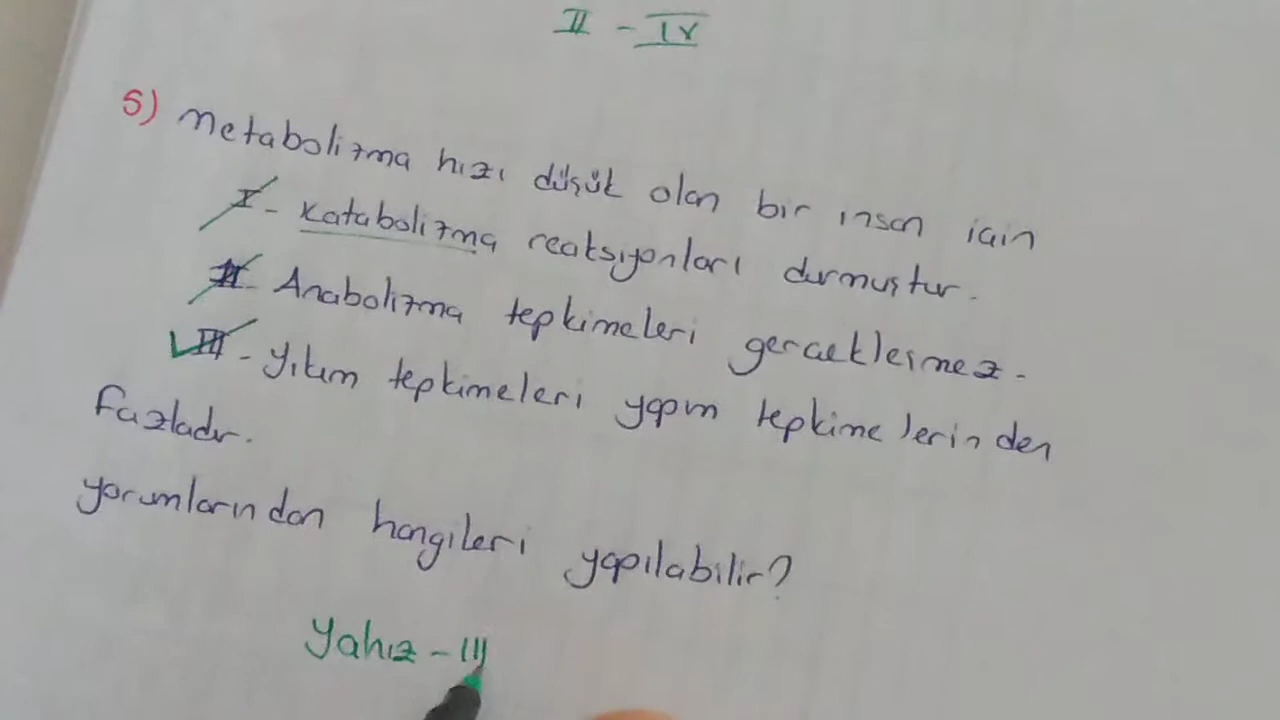 II - IV
5) Metabolizma hızı düşük olan bir insan için
I - Katabolizma reaksiyonları durmuştur.
II - Anabolizma tepkimeleri gerçekleşmez.
III - Yıkım tepkimeleri yapım tepkimelerinden
fazladır.
yorumlarından hangileri yapılabilir?
Yalnız - III